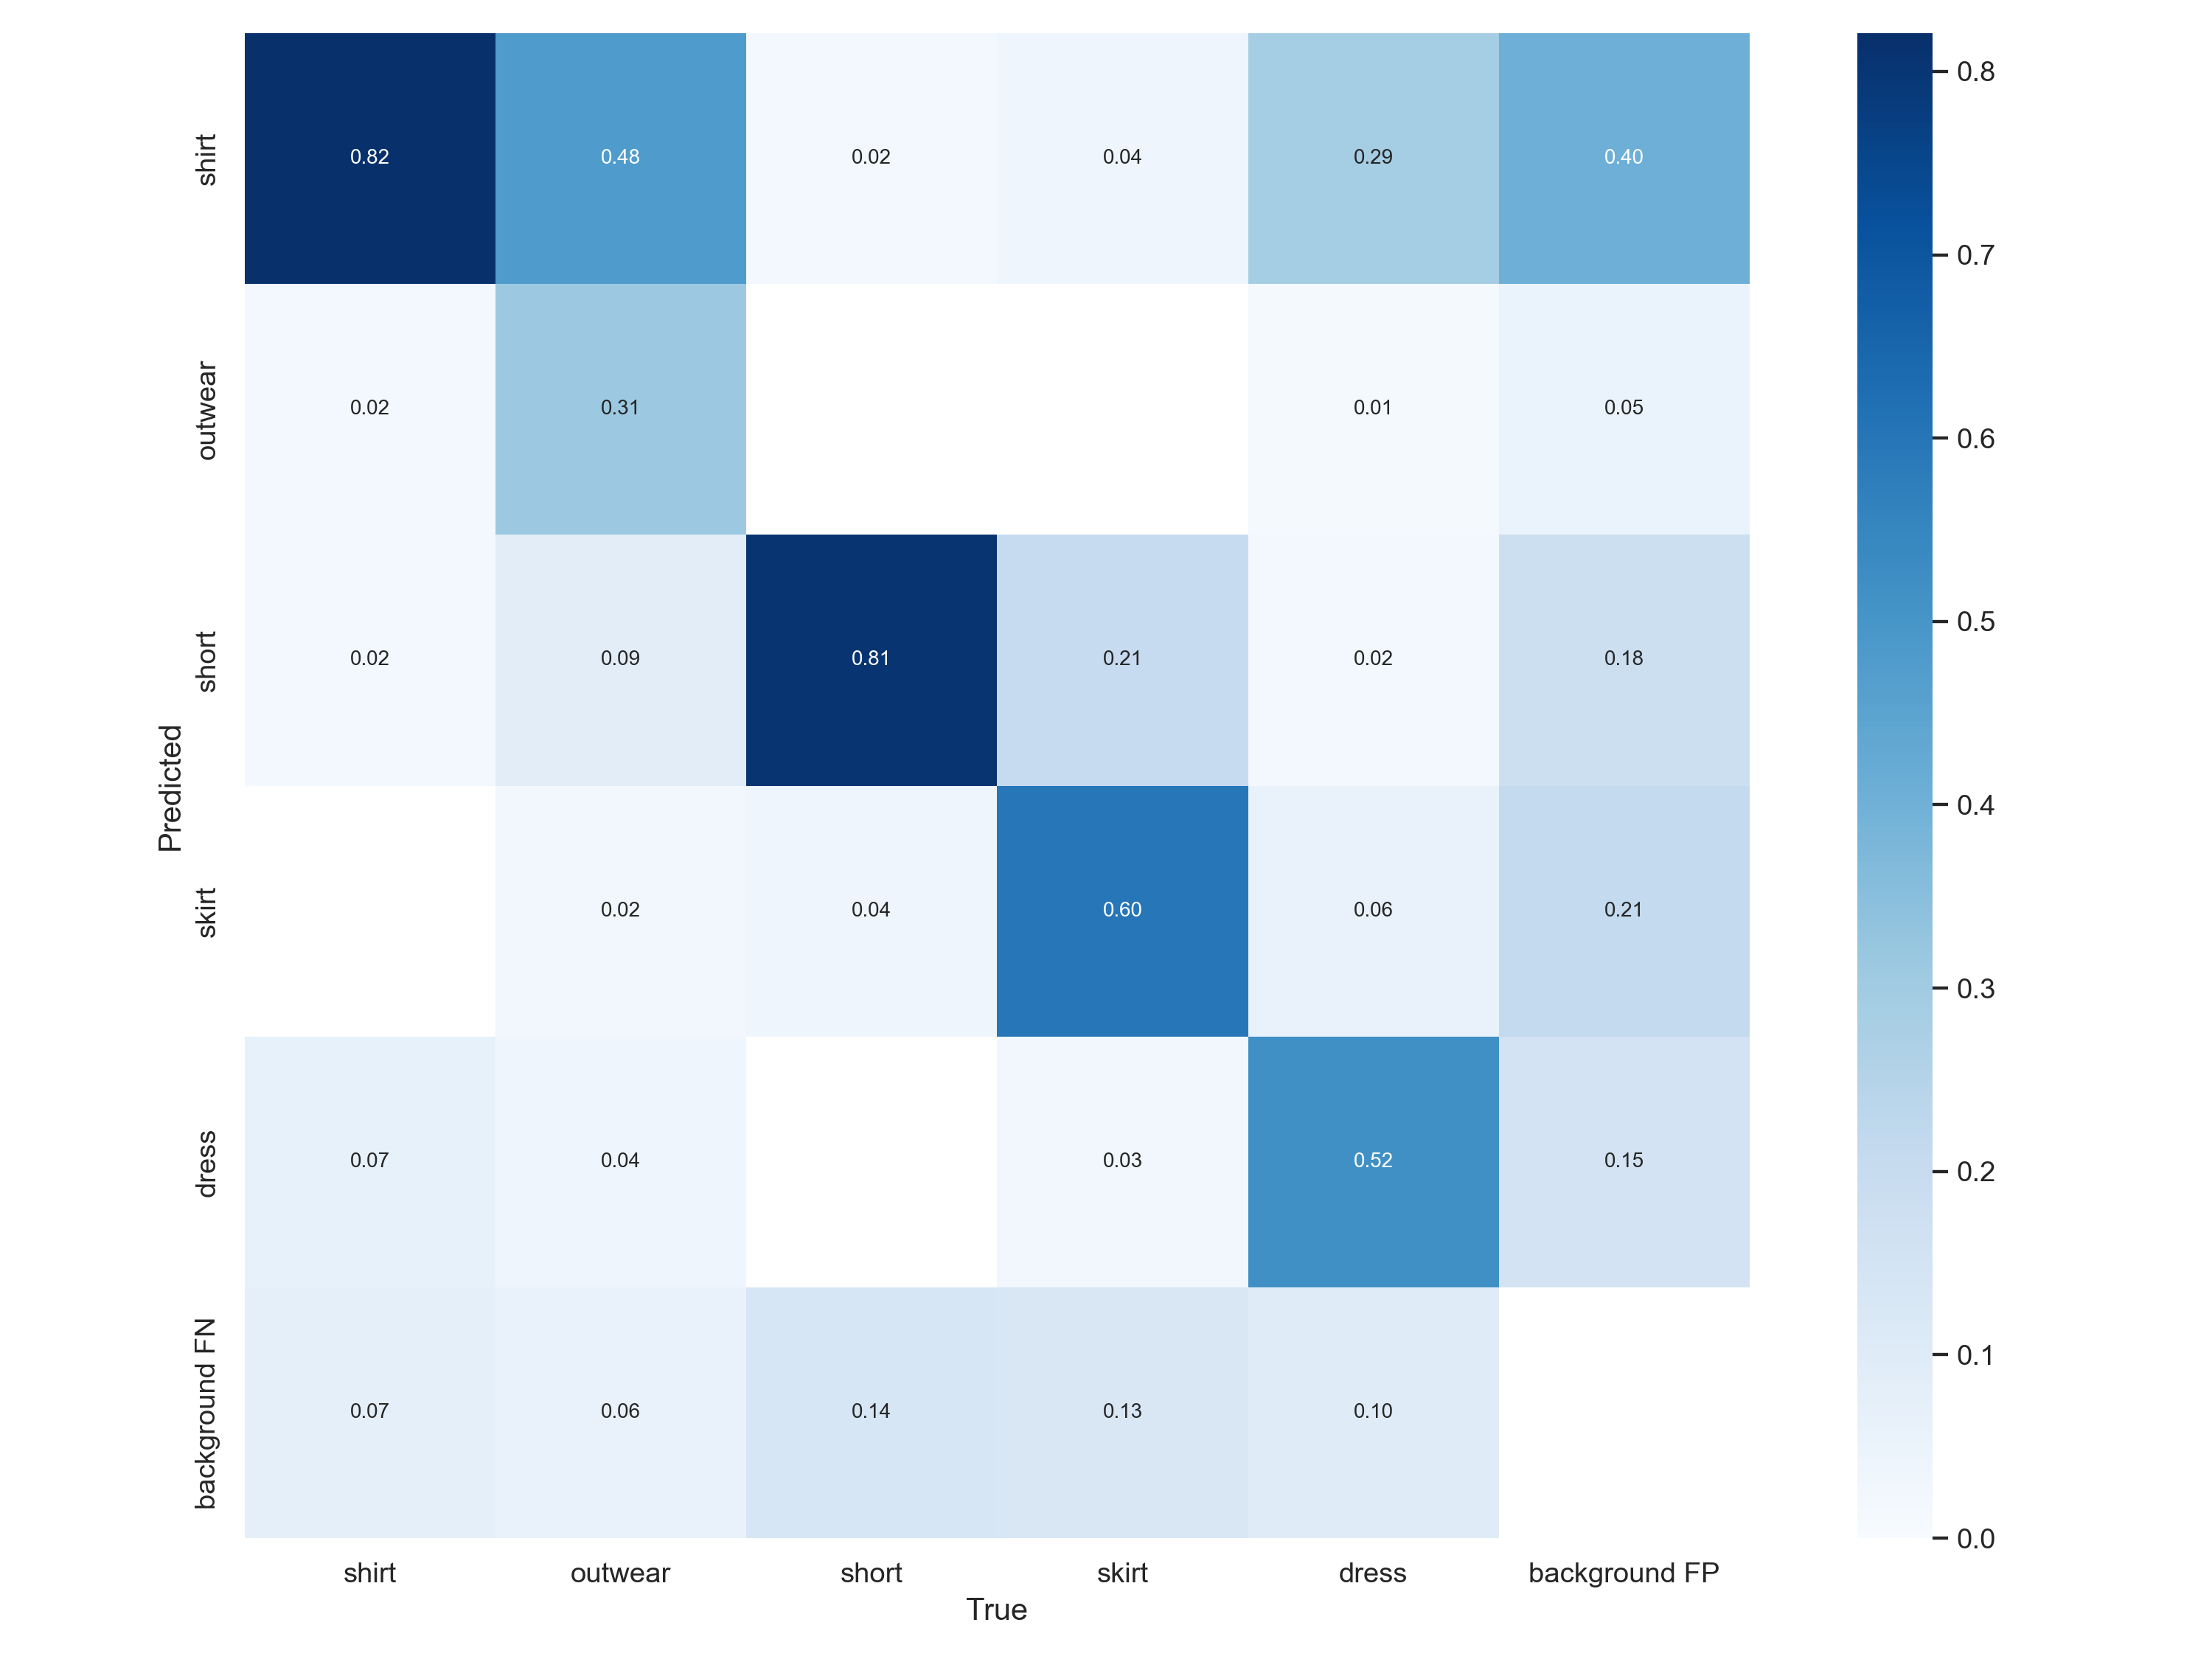 shirt 0.82 0.48 0.02 0.04 0.29 0.40
outwear 0.02 0.31 0.01 0.05
short 0.02 0.09 0.81 0.21 0.02 0.18
skirt 0.02 0.04 0.60 0.06 0.21
dress 0.07 0.04 0.03 0.52 0.15
background FN 0.07 0.06 0.14 0.13 0.10
Predicted
shirt outwear short skirt dress background FP
True
0.8
0.7
0.6
0.5
0.4
0.3
0.2
0.1
0.0